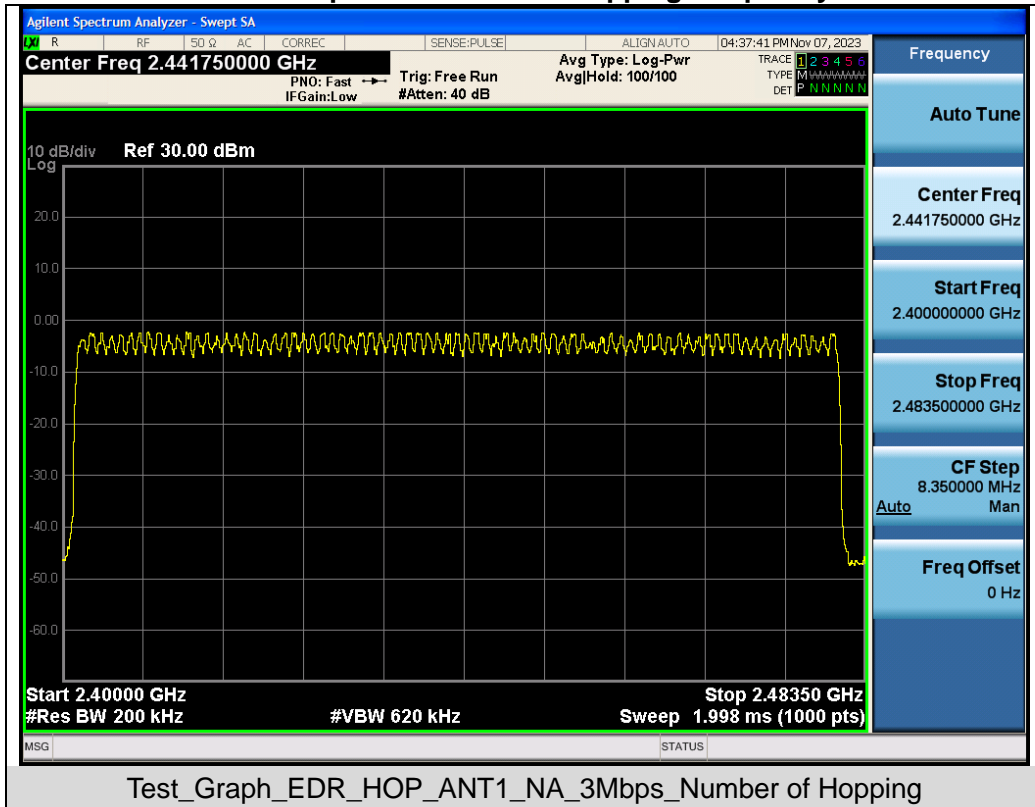 Agilent Spectrum Analyzer - Swept SA
LXI R RF 50 Ω AC CORREC SENSE:PULSE ALIGN AUTO 04:37:41 PM Nov 07, 2023
Center Freq 2.441750000 GHz
PNO: Fast
IFGain:Low
Trig: Free Run
#Atten: 40 dB
Avg Type: Log-Pwr
Avg|Hold: 100/100
TRACE 1 2 3 4 5 6
TYPE M WWWWW
DET P N N N N N
10 dB/div
Log
Ref 30.00 dBm
20.0
10.0
0.00
-10.0
-20.0
-30.0
-40.0
-50.0
-60.0
Start 2.40000 GHz
Stop 2.48350 GHz
#Res BW 200 kHz
#VBW 620 kHz
Sweep 1.998 ms (1000 pts)
MSG
STATUS
Frequency
Auto Tune
Center Freq
2.441750000 GHz
Start Freq
2.400000000 GHz
Stop Freq
2.483500000 GHz
CF Step
8.350000 MHz
Auto Man
Freq Offset
0 Hz
Test_Graph_EDR_HOP_ANT1_NA_3Mbps_Number of Hopping